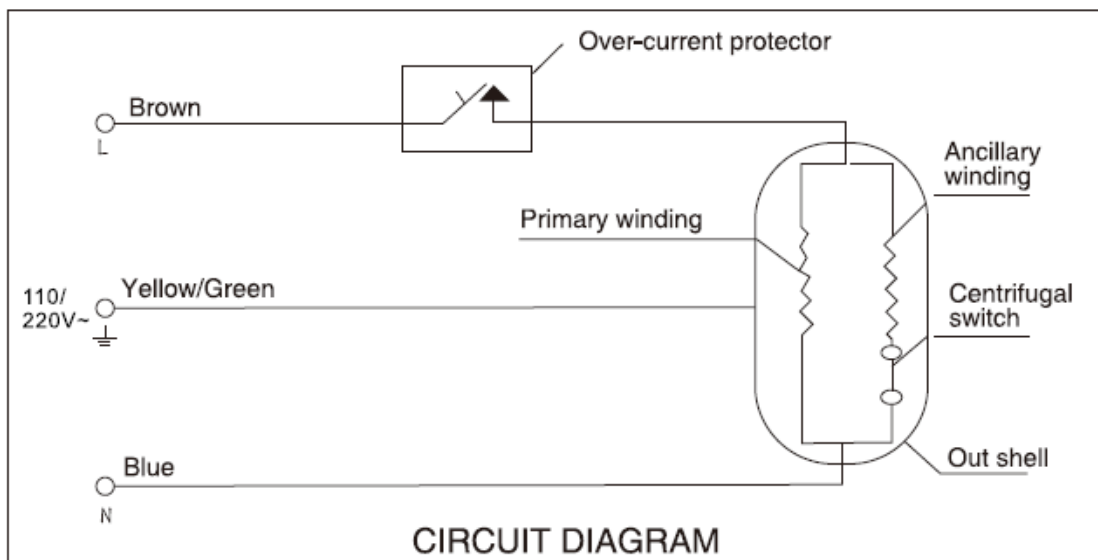 Over-current protector
Brown
L
Ancillary
winding
Primary winding
110/
220V~
Yellow/Green
Centrifugal
switch
Blue
N
Out shell
CIRCUIT DIAGRAM